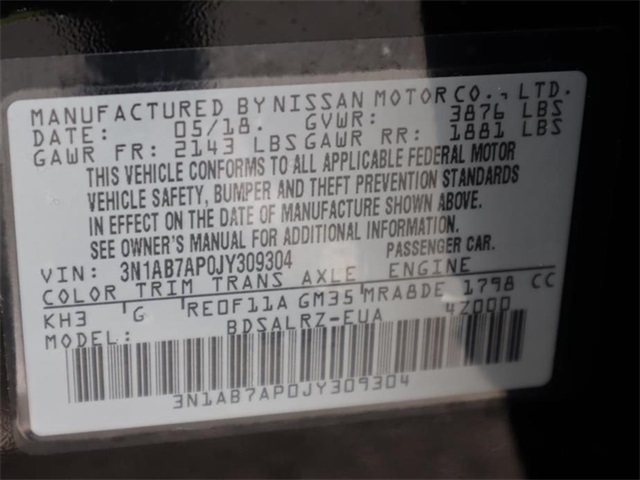 MANUFACTURED BY NISSAN MOTOR CO., LTD.
DATE: 05/18. GVWR: 3876 LBS
GAWR FR: 2143 LBS GAWR RR: 1881 LBS
THIS VEHICLE CONFORMS TO ALL APPLICABLE FEDERAL MOTOR
VEHICLE SAFETY, BUMPER AND THEFT PREVENTION STANDARDS
IN EFFECT ON THE DATE OF MANUFACTURE SHOWN ABOVE.
SEE OWNER'S MANUAL FOR ADDITIONAL INFORMATION.
VIN: 3N1AB7AP0JY309304 PASSENGER CAR.
COLOR TRIM TRANS AXLE ENGINE
KH3 G RE0F11A GM35 MRA8DE 1798 CC
MODEL: BDSALRZ-EUA 4Z000
3N1AB7AP0JY309304